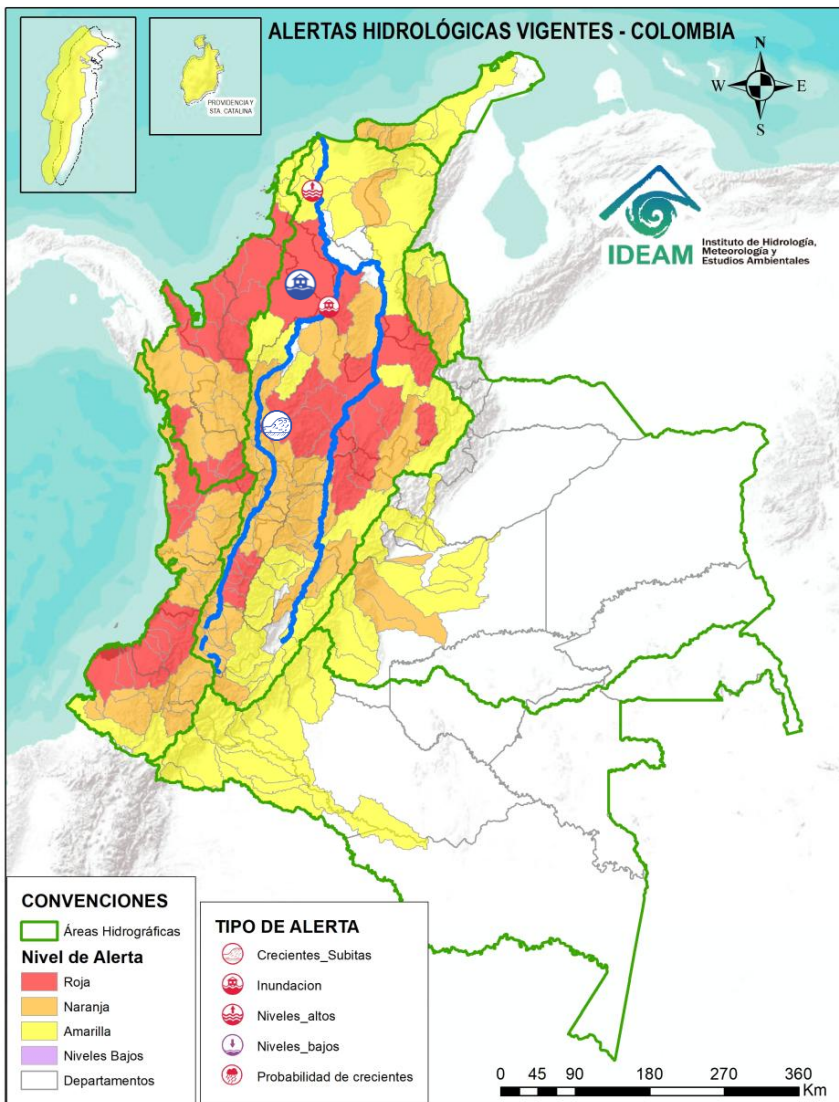 ALERTAS HIDROLÓGICAS VIGENTES - COLOMBIA
PROVIDENCIA Y
STA. CATALINA
N
W
E
S
IDEAM
Instituto de Hidrología,
Meteorología y
Estudios Ambientales
CONVENCIONES
Áreas Hidrográficas
Nivel de Alerta
Roja
Naranja
Amarilla
Niveles Bajos
Departamentos
TIPO DE ALERTA
Crecientes_Subitas
Inundacion
Niveles_altos
Niveles_bajos
Probabilidad de crecientes
0 45 90 180 270 360
Km